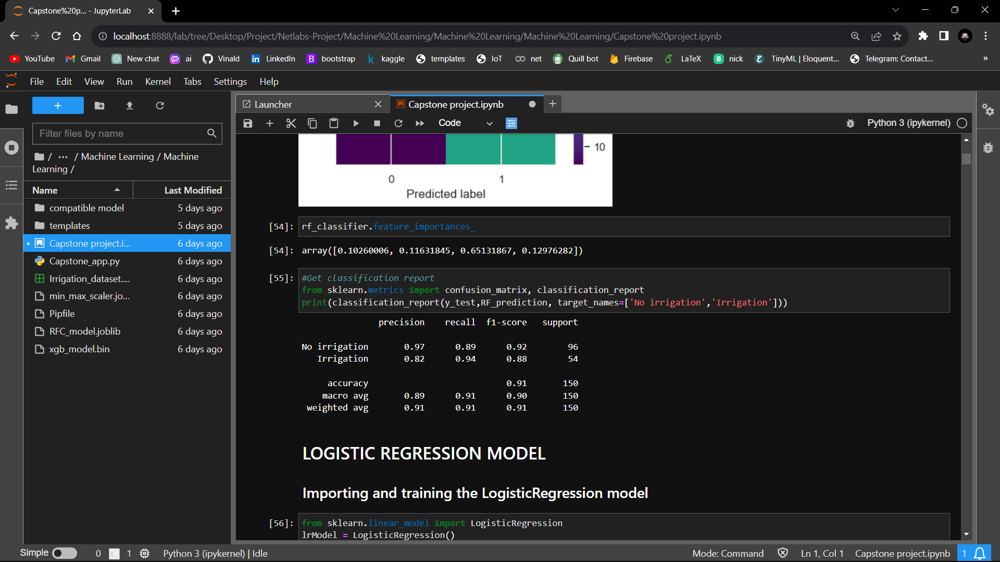 Capstone%20p... - JupyterLab
localhost:8888/lab/tree/Desktop/Project/Netlabs-Project/Machine%20Learning/Machine%20Learning/Machine%20Learning/Capstone%20project.ipynb
YouTube Gmail New chat ai Vinald LinkedIn bootstrap kaggle templates IoT net Quill bot Firebase LaTeX nick TinyML | Eloquent... Telegram: Contact... »
File Edit View Run Kernel Tabs Settings Help
Launcher Capstone project.ipynb
Code Python 3 (ipykernel)
Filter files by name
/ ... / Machine Learning / Machine
Learning /
Name Last Modified
compatible model 5 days ago
templates 5 days ago
Capstone project.i... 6 days ago
Capstone_app.py 6 days ago
Irrigation_dataset.... 6 days ago
min_max_scaler.jo... 6 days ago
Pipfile 6 days ago
RFC_model.joblib 6 days ago
xgb_model.bin 6 days ago
10
0 1
Predicted label
[54]: rf_classifier.feature_importances_
[54]: array([0.10260006, 0.11631845, 0.65131867, 0.12976282])
[55]: #Get classification report
from sklearn.metrics import confusion_matrix, classification_report
print(classification_report(y_test,RF_prediction, target_names=['No irrigation','Irrigation']))
precision recall f1-score support
No irrigation 0.97 0.89 0.92 96
Irrigation 0.82 0.94 0.88 54
accuracy 0.91 150
macro avg 0.89 0.91 0.90 150
weighted avg 0.91 0.91 0.91 150
LOGISTIC REGRESSION MODEL
Importing and training the LogisticRegression model
[56]: from sklearn.linear_model import LogisticRegression
lrModel = LogisticRegression()
Simple 0 1 Python 3 (ipykernel) | Idle Mode: Command Ln 1, Col 1 Capstone project.ipynb 1